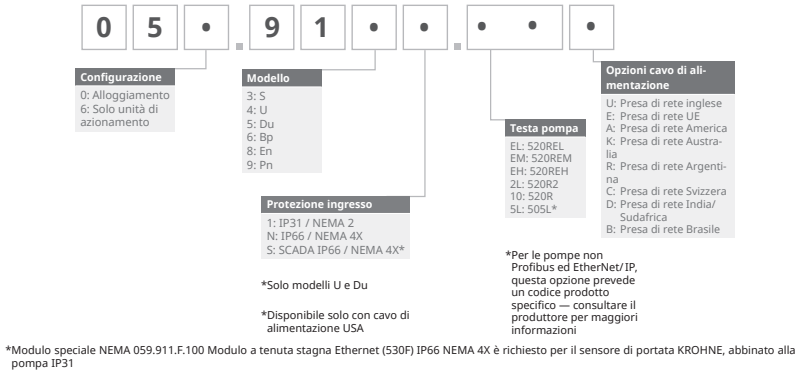 0 5 • . 9 1 • • . • • •
Configurazione
0: Alloggiamento
6: Solo unità di
azionamento
Modello
3: S
4: U
5: Du
6: Bp
8: En
9: Pn
Protezione ingresso
1: IP31 / NEMA 2
N: IP66 / NEMA 4X
S: SCADA IP66 / NEMA 4X*
*Solo modelli U e Du
*Disponibile solo con cavo di
alimentazione USA
Testa pompa
EL: 520REL
EM: 520REM
EH: 520REH
2L: 520R2
10: 520R
5L: 505L*
*Per le pompe non
Profibus ed EtherNet/IP,
questa opzione prevede
un codice prodotto
specifico — consultare il
produttore per maggiori
informazioni
Opzioni cavo di ali-
mentazione
U: Presa di rete inglese
E: Presa di rete UE
A: Presa di rete America
K: Presa di rete Austra-
lia
R: Presa di rete Argenti-
na
C: Presa di rete Svizzera
D: Presa di rete India/
Sudafrica
B: Presa di rete Brasile
*Modulo speciale NEMA 059.911.F.100 Modulo a tenuta stagna Ethernet (530F) IP66 NEMA 4X è richiesto per il sensore di portata KROHNE, abbinato alla
pompa IP31